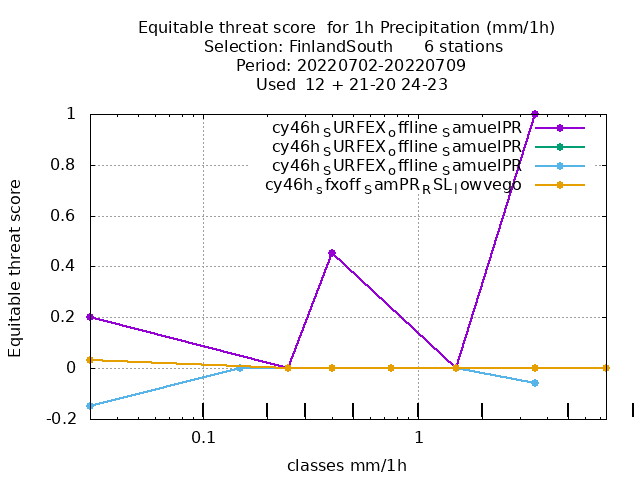 Equitable threat score  for 1h Precipitation (mm/1h)
Selection: FinlandSouth      6 stations
Period: 20220702-20220709
Used  12 + 21-20 24-23
cy46h_SURFEX_offline_SamuelPR
cy46h_SURFEX_offline_SamuelPR
cy46h_SURFEX_offline_SamuelPR
cy46h_sfxoff_SamPR_RSL_lowvego
Equitable threat score
1
0.8
0.6
0.4
0.2
0
-0.2
0.1 1
classes mm/1h